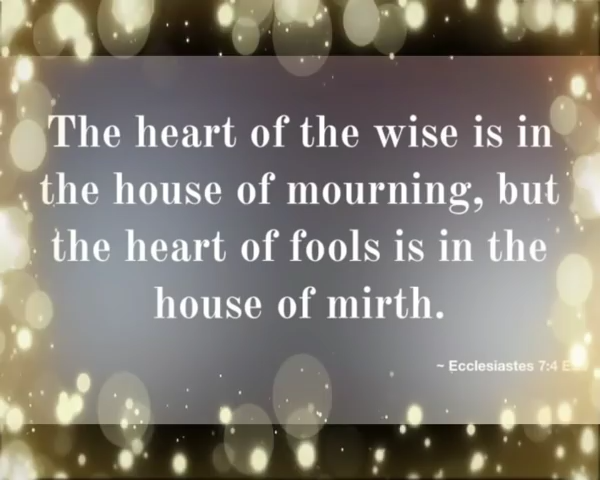 The heart of the wise is in
the house of mourning, but
the heart of fools is in the
house of mirth.
~ Ecclesiastes 7:4